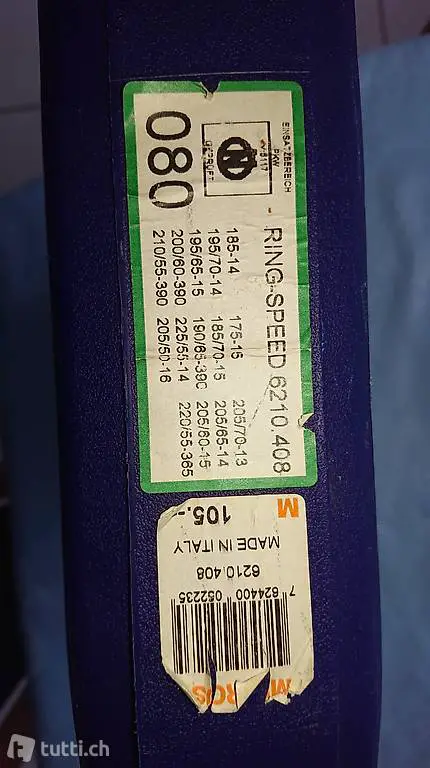 EINSATZBEREICH
PKW
GEPRÜFT
RING-SPEED 6210.408
080
185-14 175-15 205/70-13
195/70-14 185/70-15 205/65-14
195/65-15 190/65-390 205/60-15
200/60-390 225/55-14 220/55-365
210/55-390 205/50-16
M
105.-
MADE IN ITALY
6210.408
7 624400 052235
M ROS
tutti.ch